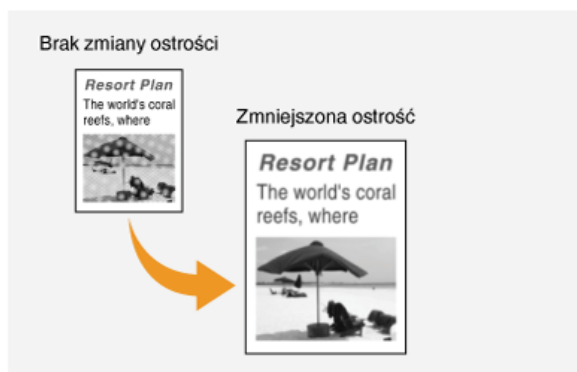 Brak zmiany ostrości
Resort Plan
The world's coral
reefs, where
Zmniejszona ostrość
Resort Plan
The world's coral
reefs, where